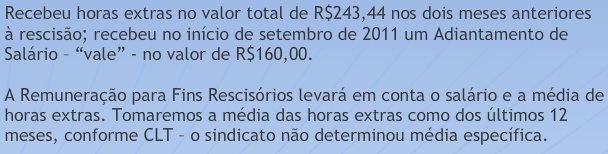 Recebeu horas extras no valor total de R$243,44 nos dois meses anteriores
à rescisão; recebeu no início de setembro de 2011 um Adiantamento de
Salário – “vale” - no valor de R$160,00.
A Remuneração para Fins Rescisórios levará em conta o salário e a média de
horas extras. Tomaremos a média das horas extras como dos últimos 12
meses, conforme CLT – o sindicato não determinou média específica.